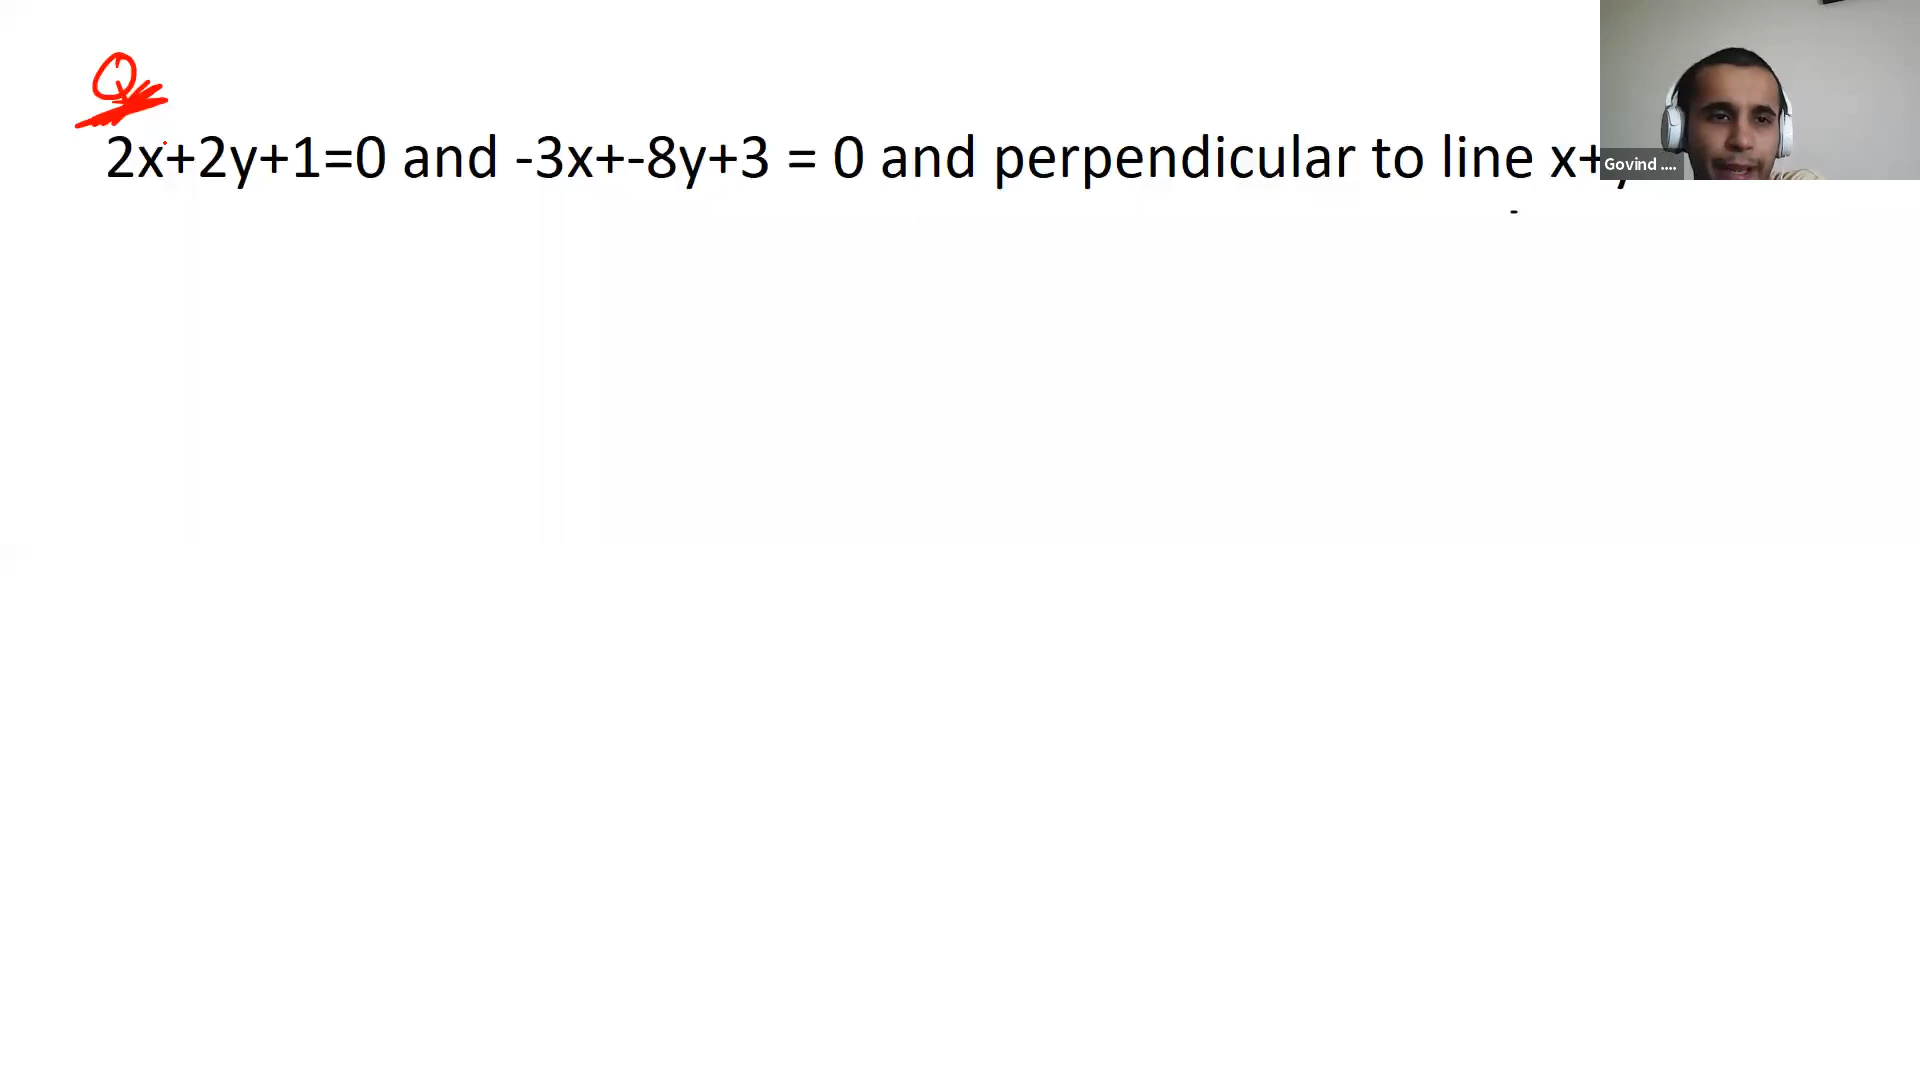 Q
2x+2y+1=0 and -3x+-8y+3 = 0 and perpendicular to line x+y
Govind ....